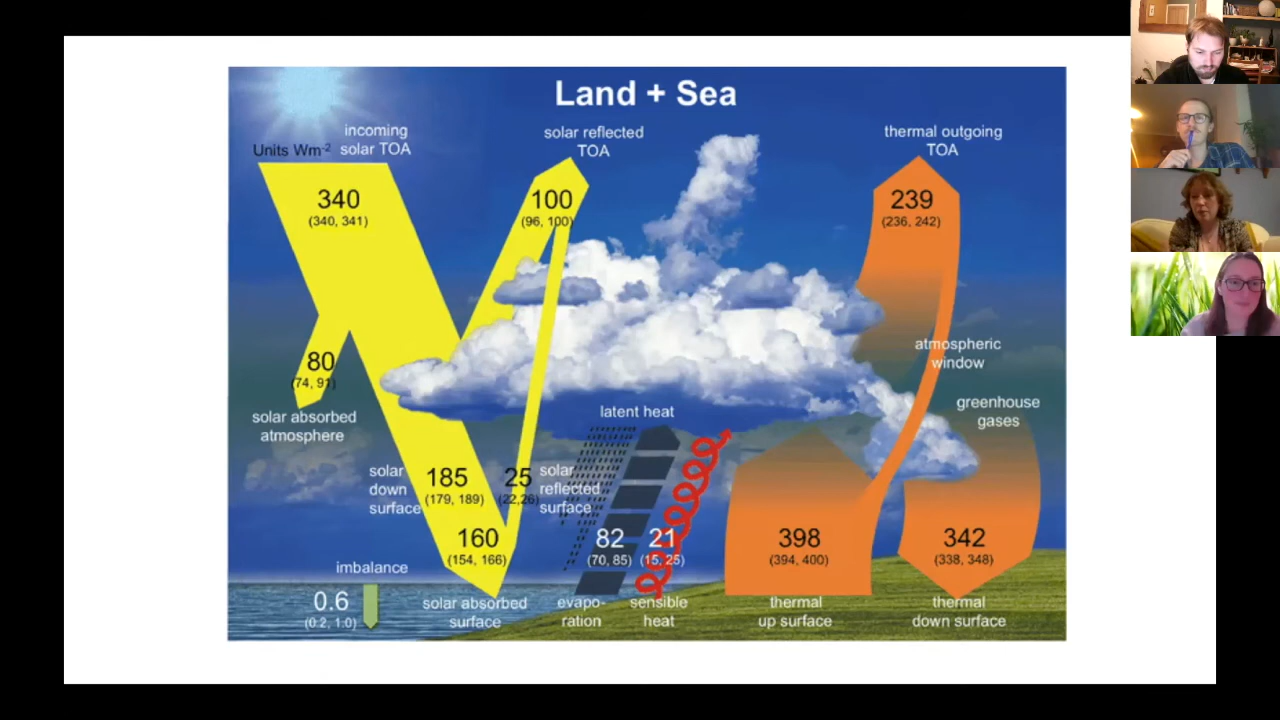 Land + Sea
incoming
solar TOA
Units Wm-2
solar reflected
TOA
thermal outgoing
TOA
340
(340, 341)
100
(96, 100)
239
(236, 242)
80
(74, 91)
solar absorbed
atmosphere
atmospheric
window
greenhouse
gases
latent heat
solar
down
surface
185
(179, 189)
25
(22,26)
solar
reflected
surface
160
(154, 166)
82
(70, 85)
21
(15, 25)
398
(394, 400)
342
(338, 348)
imbalance
0.6
(0.2, 1.0)
solar absorbed
surface
evapo-
ration
sensible
heat
thermal
up surface
thermal
down surface